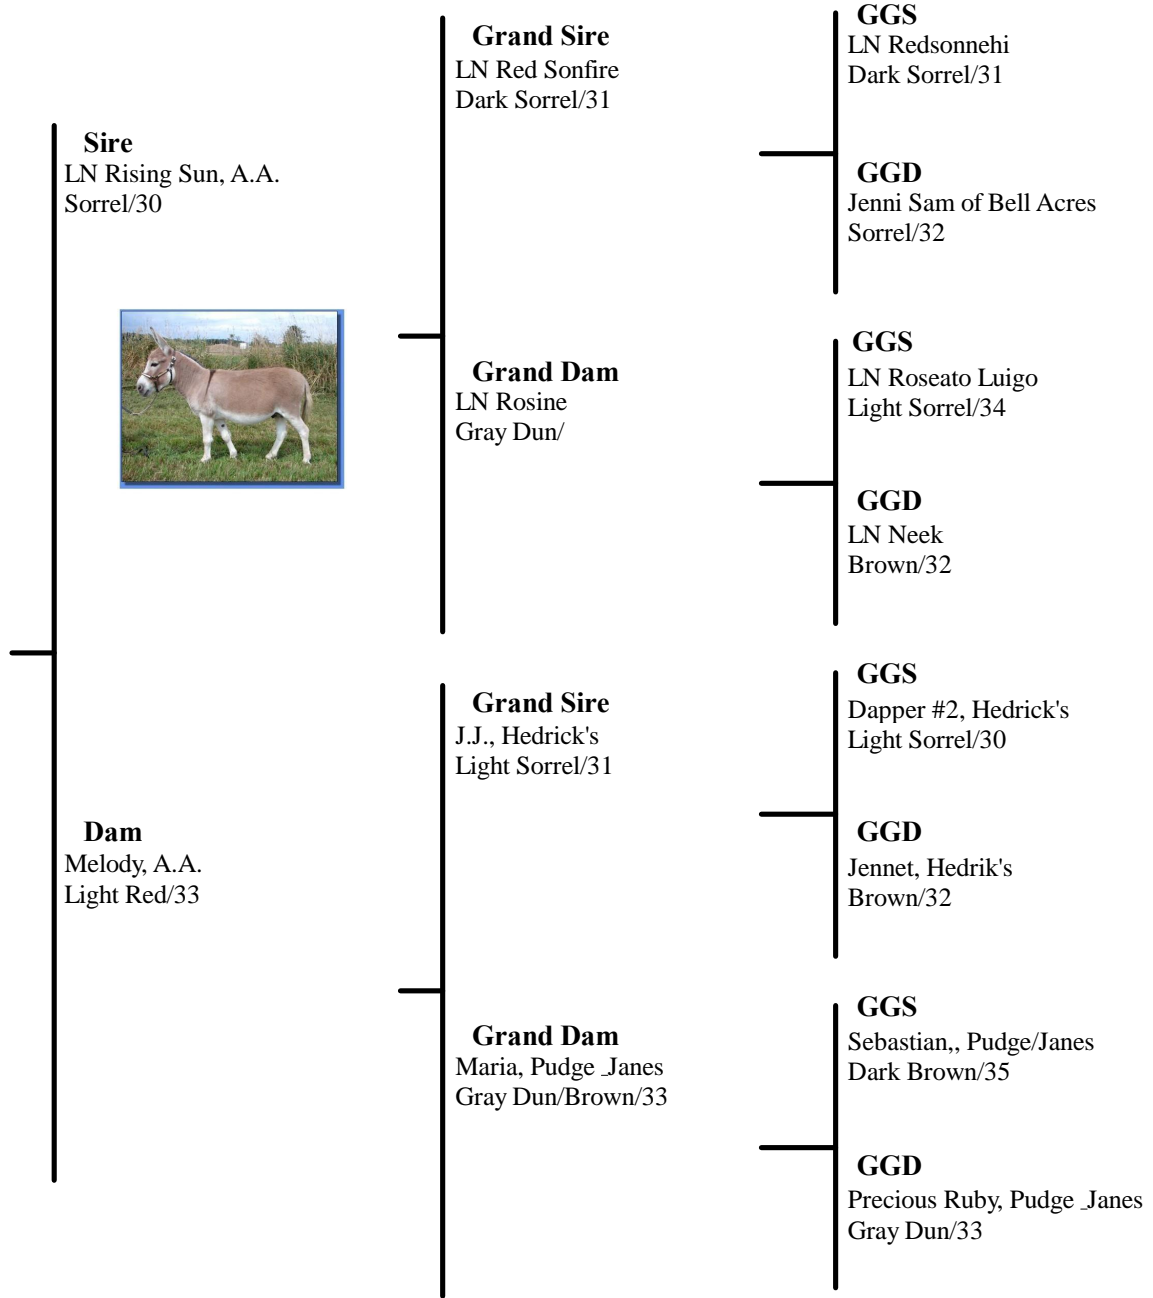 Sire
LN Rising Sun, A.A.
Sorrel/30
Dam
Melody, A.A.
Light Red/33
Grand Sire
LN Red Sonfire
Dark Sorrel/31
Grand Dam
LN Rosine
Gray Dun/
Grand Sire
J.J., Hedrick's
Light Sorrel/31
Grand Dam
Maria, Pudge _Janes
Gray Dun/Brown/33
GGS
LN Redsonnehi
Dark Sorrel/31
GGD
Jenni Sam of Bell Acres
Sorrel/32
GGS
LN Roseato Luigo
Light Sorrel/34
GGD
LN Neek
Brown/32
GGS
Dapper #2, Hedrick's
Light Sorrel/30
GGD
Jennet, Hedrik's
Brown/32
GGS
Sebastian,, Pudge/Janes
Dark Brown/35
GGD
Precious Ruby, Pudge _Janes
Gray Dun/33